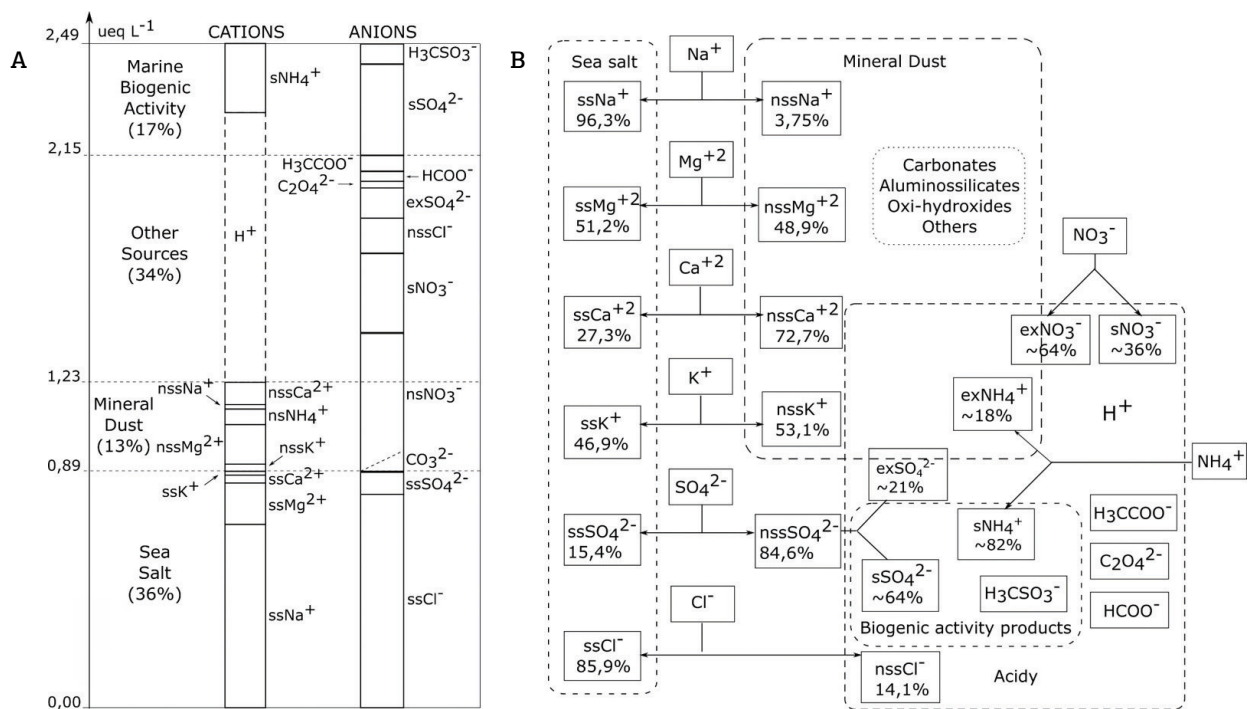 A
ueq L-1
CATIONS
ANIONS
2,49
Marine
Biogenic
Activity
(17%)
sNH4+
H3CSO3-
sSO42-
2,15
H3CCOO-
C2O42-
HCOO-
exSO42-
nssCl-
Other
Sources
(34%)
H+
sNO3-
1,23
nssNa+
nssCa2+
nsNO3-
Mineral
Dust
(13%)
nsNH4+
nssMg2+
nssK+
0,89
CO32-
ssK+
ssCa2+
ssSO42-
ssMg2+
Sea
Salt
(36%)
ssNa+
ssCl-
0,00
B
Sea salt
Na+
Mineral Dust
ssNa+
96,3%
nssNa+
3,75%
Mg+2
Carbonates
Aluminossilicates
Oxi-hydroxides
Others
ssMg+2
51,2%
nssMg+2
48,9%
NO3-
Ca+2
ssCa+2
27,3%
nssCa+2
72,7%
exNO3-
~64%
sNO3-
~36%
K+
exNH4+
~18%
H+
ssK+
46,9%
nssK+
53,1%
NH4+
SO42-
exSO42-
~21%
H3CCOO-
ssSO42-
15,4%
nssSO42-
84,6%
sNH4+
~82%
C2O42-
sSO42-
~64%
H3CSO3-
HCOO-
Cl-
Biogenic activity products
ssCl-
85,9%
nssCl-
14,1%
Acidy